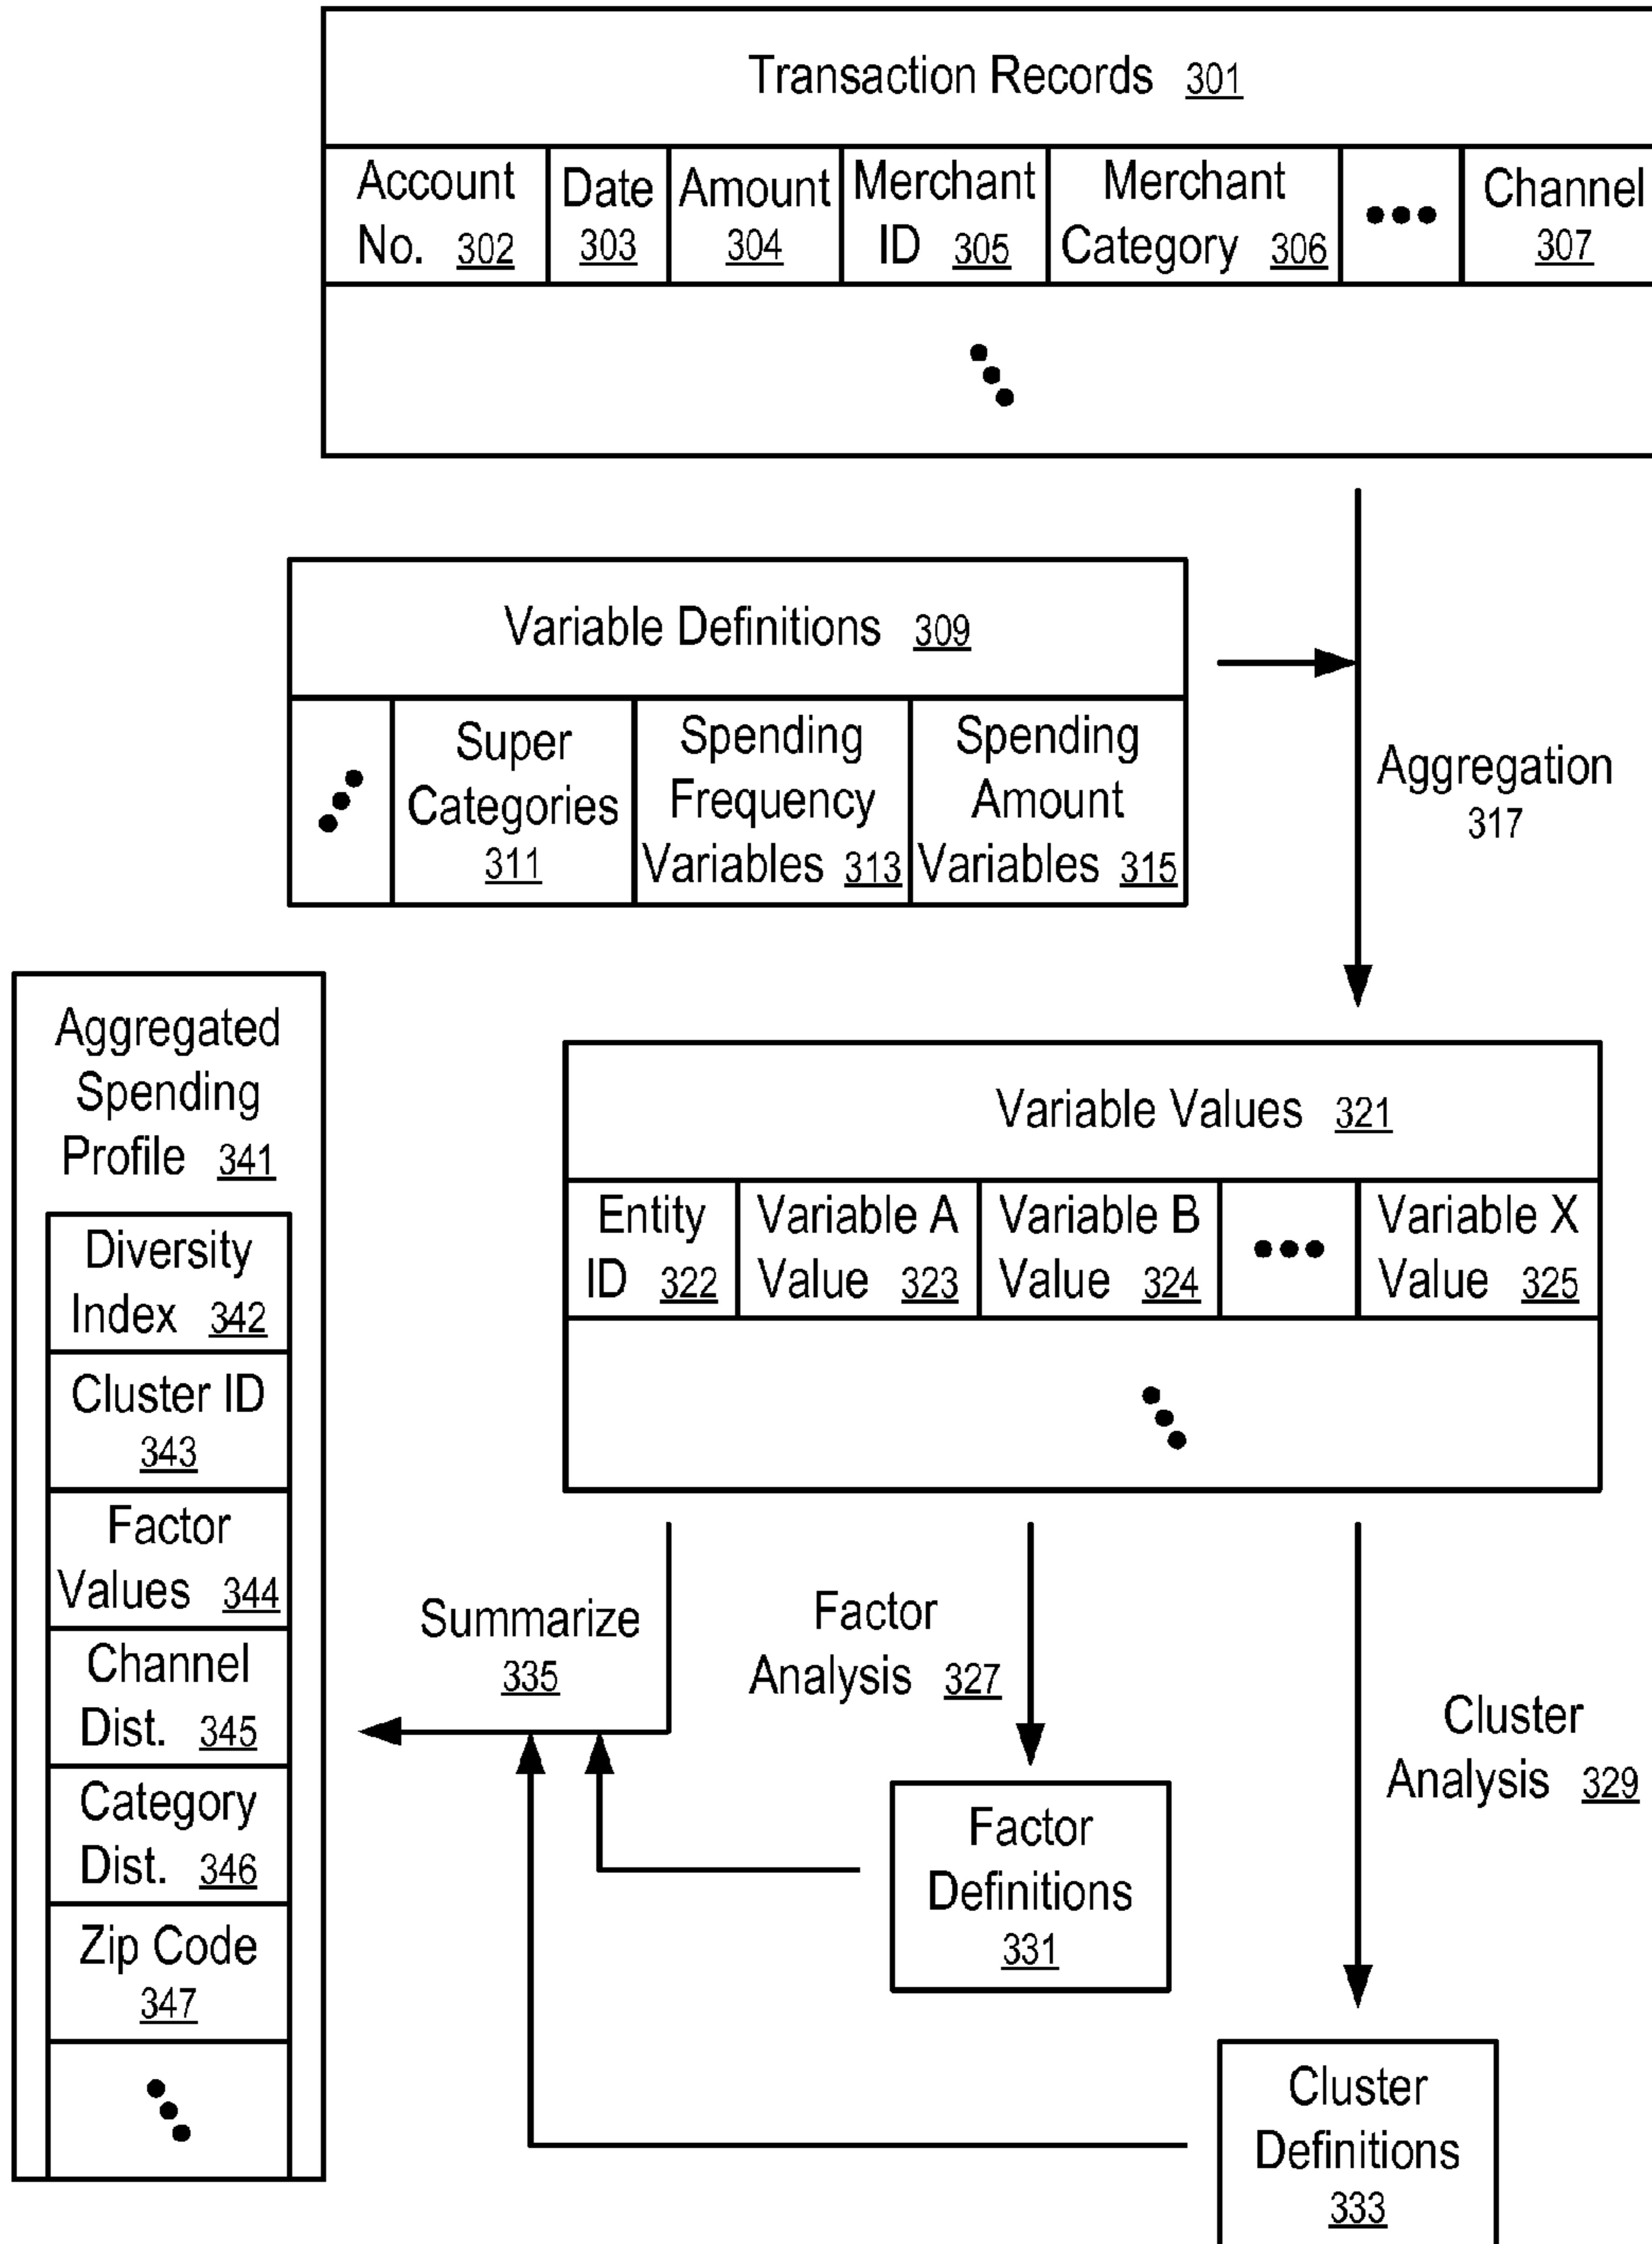 Transaction Records 301
Account
No. 302
Date
303
Amount
304
Merchant
ID 305
Merchant
Category 306
Channel
307
Variable Definitions 309
Super
Categories
311
Spending
Frequency
Variables 313
Spending
Amount
Variables 315
Aggregation
317
Aggregated
Spending
Profile 341
Diversity
Index 342
Cluster ID
343
Factor
Values 344
Channel
Dist. 345
Category
Dist. 346
Zip Code
347
Variable Values 321
Entity
ID 322
Variable A
Value 323
Variable B
Value 324
Variable X
Value 325
Summarize
335
Factor
Analysis 327
Cluster
Analysis 329
Factor
Definitions
331
Cluster
Definitions
333